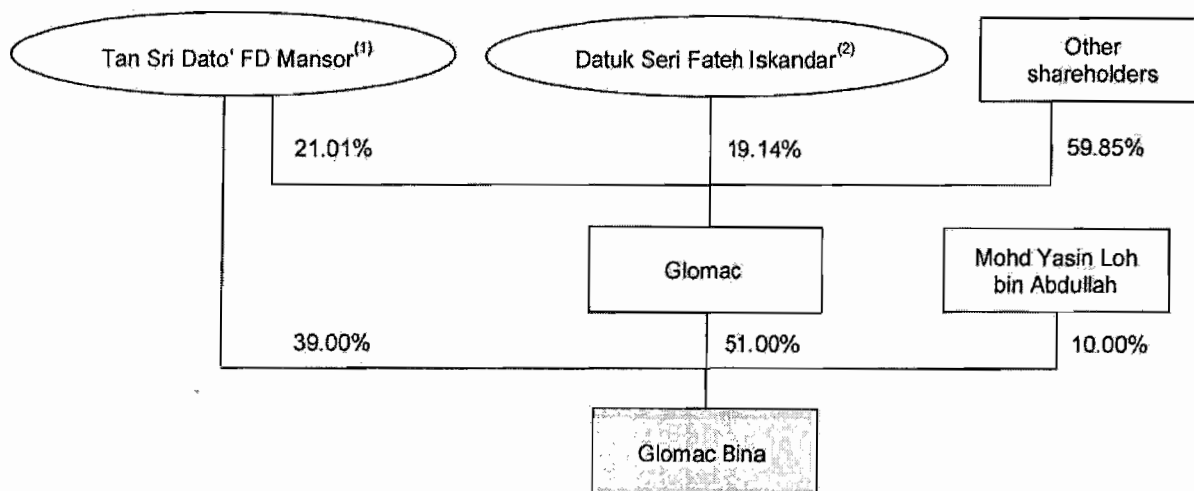 Tan Sri Dato' FD Mansor(1)
Datuk Seri Fateh Iskandar(2)
Other
shareholders
21.01%
19.14%
59.85%
Glomac
Mohd Yasin Loh
bin Abdullah
39.00%
51.00%
10.00%
Glomac Bina